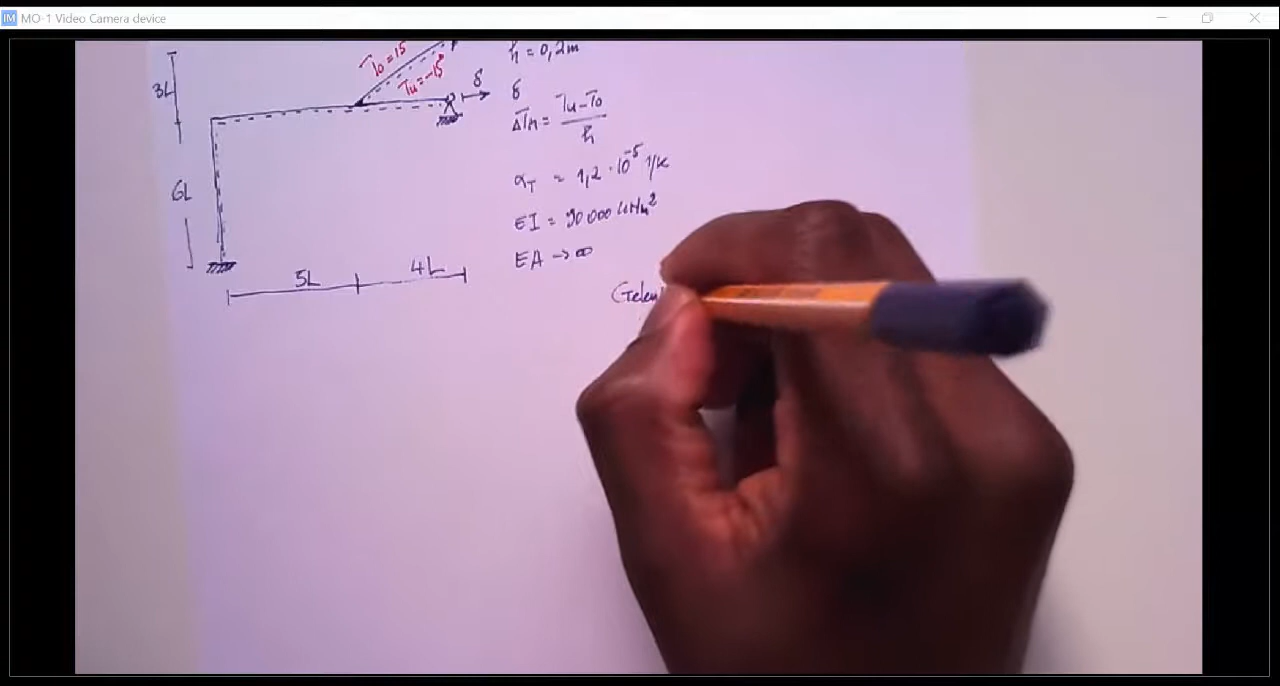 MO-1 Video Camera device
3L
To = 15
Tu = -15°
δ
6L
5L
4L
h = 0,2m
δ
ΔTM = Tu - To
h
αT = 1,2 · 10⁻⁵ 1/K
EI = 90 000 kNm²
EA → ∞